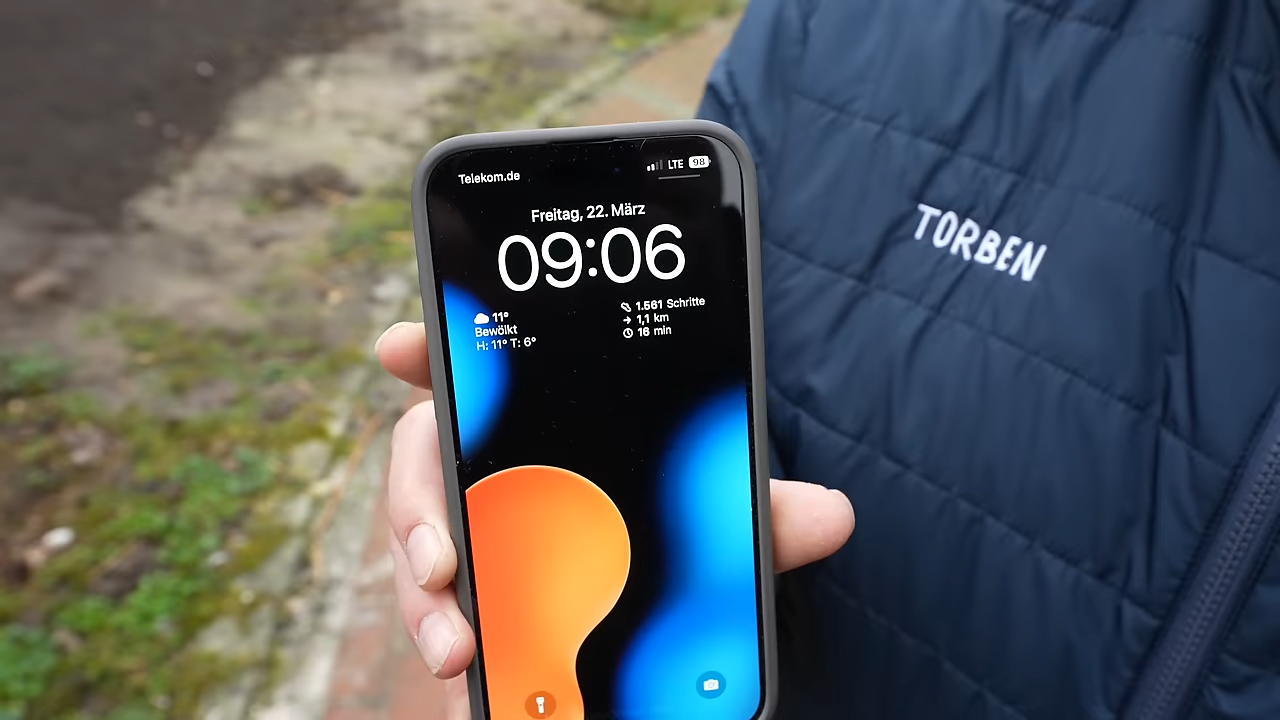 Telekom.de
LTE 98
Freitag, 22. März
09:06
11°
Bewölkt
H: 11° T: 6°
1.561 Schritte
1,1 km
16 min
TORBEN